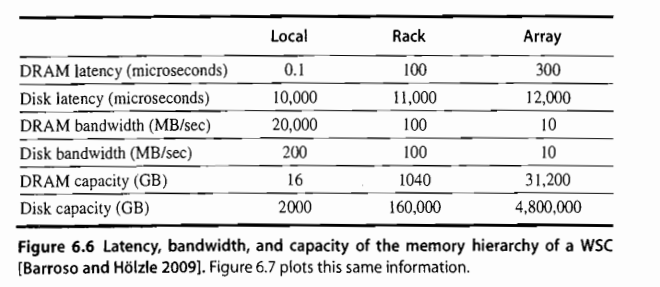 Local Rack Array
DRAM latency (microseconds) 0.1 100 300
Disk latency (microseconds) 10,000 11,000 12,000
DRAM bandwidth (MB/sec) 20,000 100 10
Disk bandwidth (MB/sec) 200 100 10
DRAM capacity (GB) 16 1040 31,200
Disk capacity (GB) 2000 160,000 4,800,000
Figure 6.6 Latency, bandwidth, and capacity of the memory hierarchy of a WSC
[Barroso and Hölzle 2009]. Figure 6.7 plots this same information.